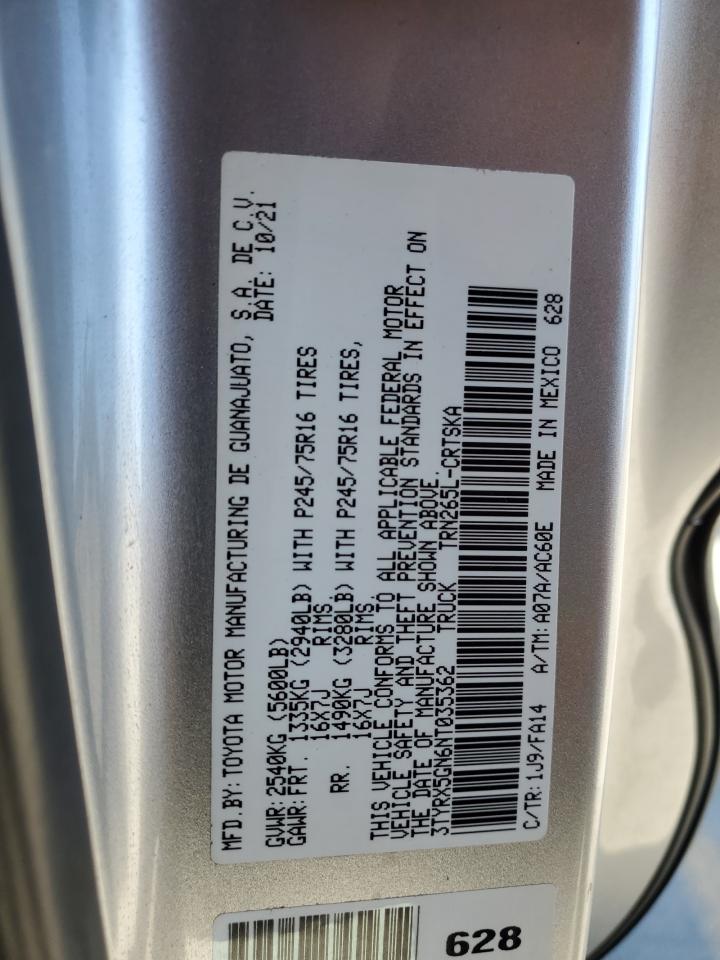 MFD.BY: TOYOTA MOTOR MANUFACTURING DE GUANAJUATO, S.A. DE C.V.
DATE: 10/21
GVWR: 2540KG (5600LB)
GAWR: FRT. 1335KG (2940LB) WITH P245/75R16 TIRES
16X7J RIMS,
RR. 1490KG (3280LB) WITH P245/75R16 TIRES,
16X7J RIMS
THIS VEHICLE CONFORMS TO ALL APPLICABLE FEDERAL MOTOR
VEHICLE SAFETY AND THEFT PREVENTION STANDARDS IN EFFECT ON
THE DATE OF MANUFACTURE SHOWN ABOVE.
3TYRX5GN6NT035362 TRUCK TRN265L-CRTSKA
C/TR: 1J9/FA14 A/TM: A07A/AC60E MADE IN MEXICO 628
628